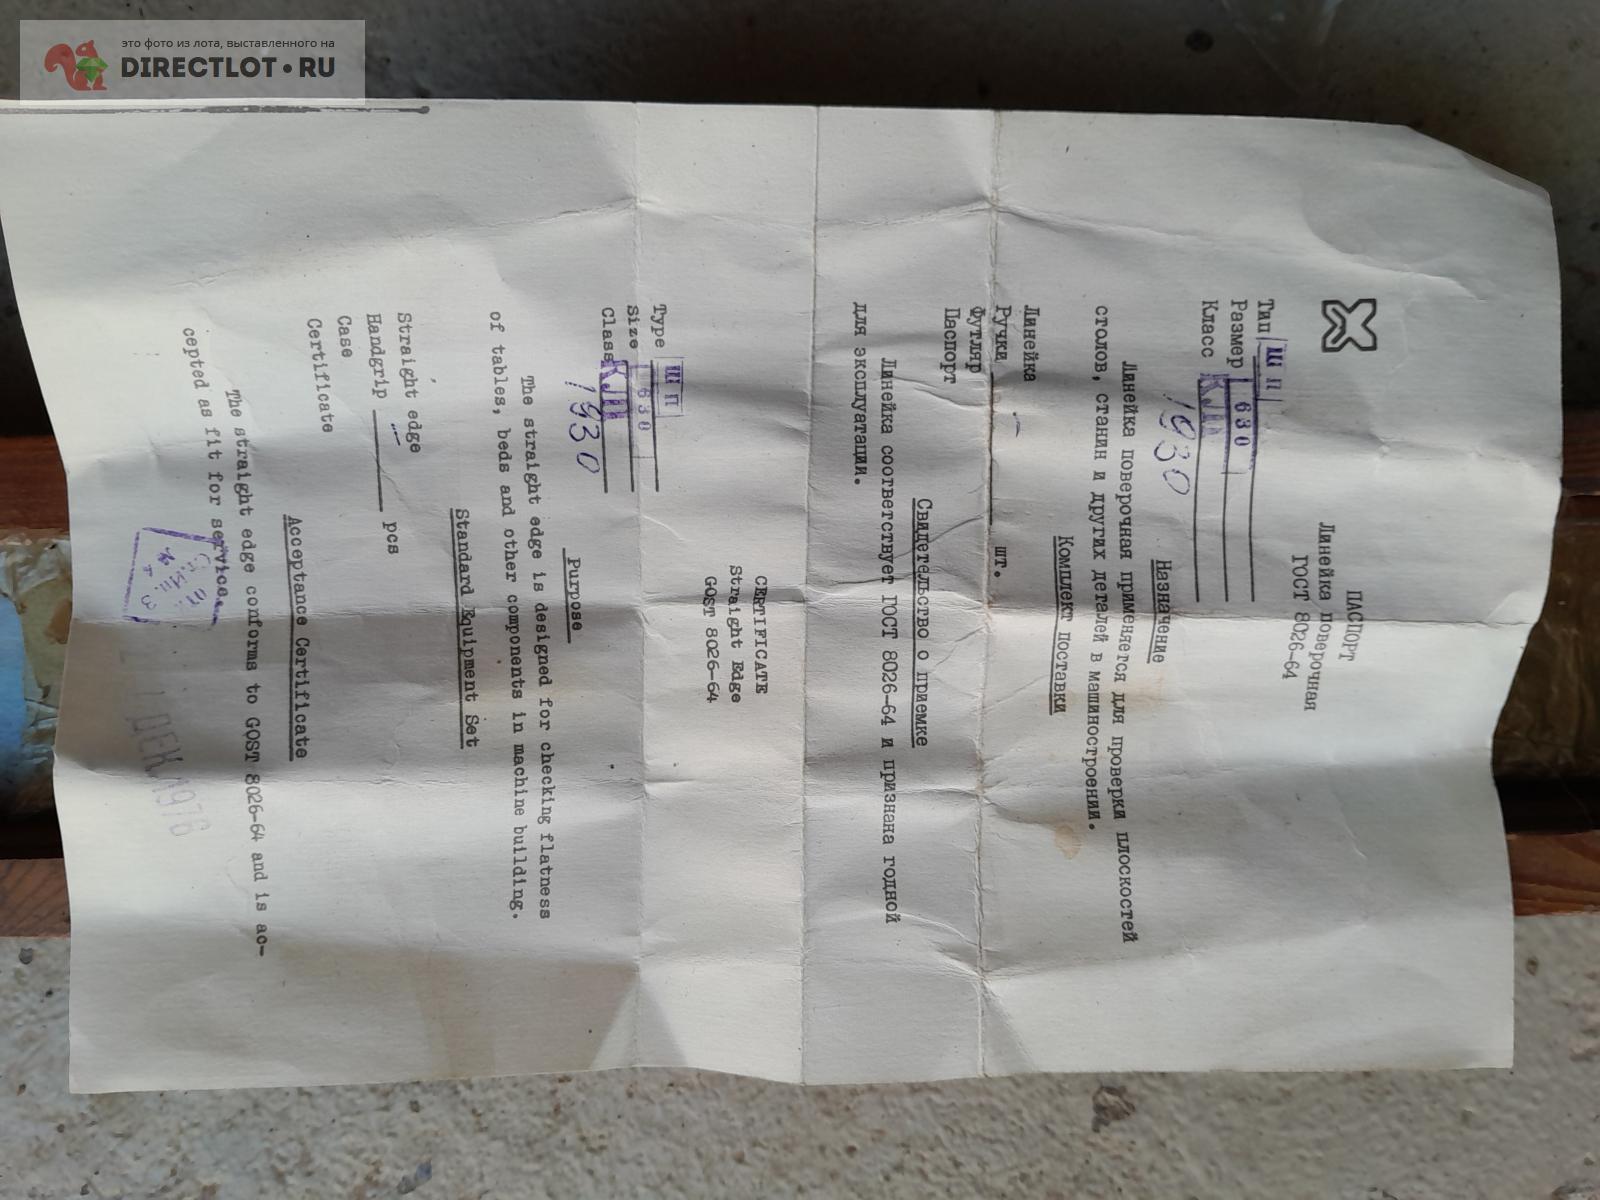 это фото из лота, выставленного на
DIRECTLOT•RU
ПАСПОРТ
Линейка поверочная
ГОСТ 8026-64
Тип ШП
Размер 630
Класс КЛ
1930
Назначение
Линейка поверочная применяется для проверки плоскостей
столов, станин и других деталей в машиностроении.
Комплект поставки
Линейка
Ручки шт.
Футляр
Паспорт
Свидетельство о приемке
Линейка соответствует ГОСТ 8026-64 и признана годной
для эксплуатации.
CERTIFICATE
Straight Edge
GOST 8026-64
Type ШП
Size 630
Class КЛ
1930
Purpose
The straight edge is designed for checking flatness
of tables, beds and other components in machine building.
Standard Equipment Set
Straight edge
Handgrip pcs
Case
Certificate
Acceptance Certificate
The straight edge conforms to GOST 8026-64 and is ac-
cepted as fit for service.
ДЕК 1976